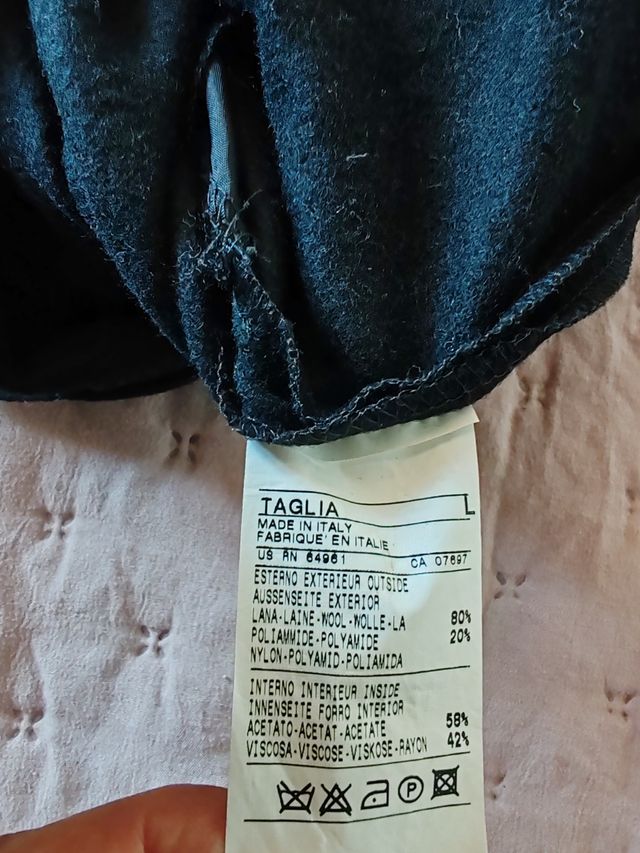 TAGLIA L
MADE IN ITALY
FABRIQUE' EN ITALIE
US RN 64961 CA 07697
ESTERNO EXTERIEUR OUTSIDE
AUSSENSEITE EXTERIOR
LANA-LAINE-WOOL-WOLLE-LA 80%
POLIAMMIDE-POLYAMIDE 20%
NYLON-POLYAMID-POLIAMIDA
INTERNO INTERIEUR INSIDE
INNENSEITE FORRO INTERIOR
ACETATO-ACETAT-ACETATE 58%
VISCOSA-VISCOSE-VISKOSE-RAYON 42%
P